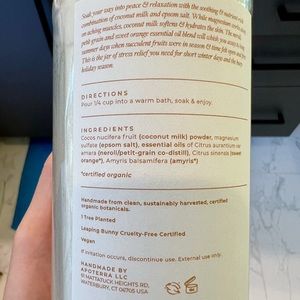 Soak your way into peace & relaxation with the soothing & nutrient-rich
combination of coconut milk and epsom salt. While magnesium works
on aching muscles, coconut milk softens & hydrates the skin. The neroli
petit grain and sweet orange essential oil blend will whisk you away to long
summer days when succulent fruits were in season & time felt open and
This is the jar of stress relief you need for short winter days and the busy
holiday season.
DIRECTIONS
Pour 1/4 cup into a warm bath, soak & enjoy.
INGREDIENTS
Cocos nucifera fruit (coconut milk) powder, magnesium
sulfate (epsom salt), essential oils of Citrus aurantium var
amara (neroli/petit-grain co-distill), Citrus sinensis (sweet
orange*), Amyris balsamifera (amyris*)
*certified organic
Handmade from clean, sustainably harvested, certified
organic botanicals.
1 Tree Planted
Leaping Bunny Cruelty-Free Certified
Vegan
If irritation occurs, discontinue use. External use only.
HANDMADE BY
APOTERRA LLC
61 MATTATUCK HEIGHTS RD.
WATERBURY, CT 06705 USA